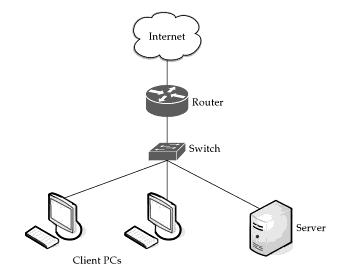 Internet
Router
Switch
Server
Client PCs